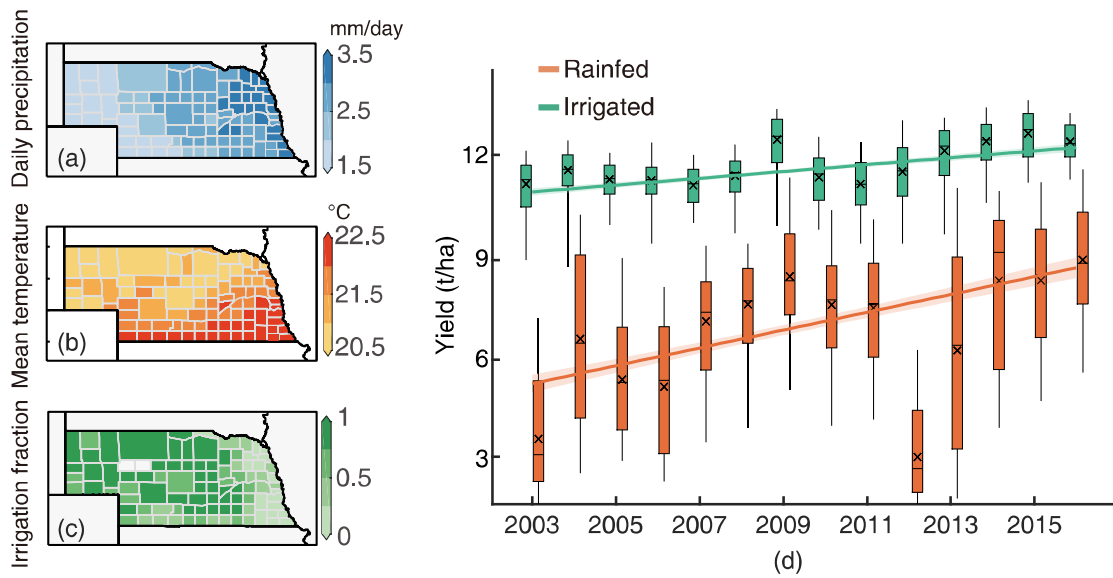 Daily precipitation
mm/day
3.5
2.5
1.5
(a)
Mean temperature
°C
22.5
21.5
20.5
(b)
Irrigation fraction
1
0.5
0
(c)
Rainfed
Irrigated
Yield (t/ha)
12
9
6
3
2003 2005 2007 2009 2011 2013 2015
(d)